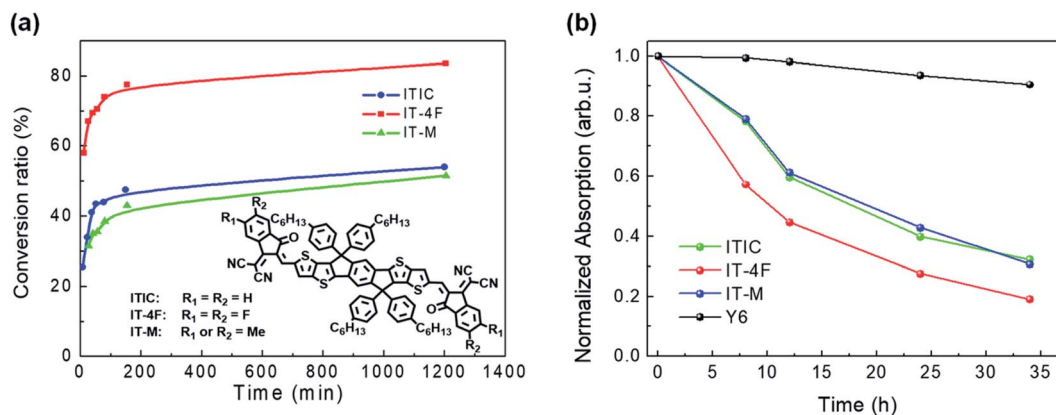 (a)
Conversion ratio (%)
80
60
40
20
0
ITIC
IT-4F
IT-M
R₂
R₁
C₆H₁₃
C₆H₁₃
O
NC
CN
S
S
S
S
NC
CN
O
R₁
R₂
C₆H₁₃
C₆H₁₃
ITIC: R₁ = R₂ = H
IT-4F: R₁ = R₂ = F
IT-M: R₁ or R₂ = Me
0 200 400 600 800 1000 1200 1400
Time (min)
(b)
Normalized Absorption (arb.u.)
1.0
0.8
0.6
0.4
0.2
0.0
ITIC
IT-4F
IT-M
Y6
0 5 10 15 20 25 30 35
Time (h)